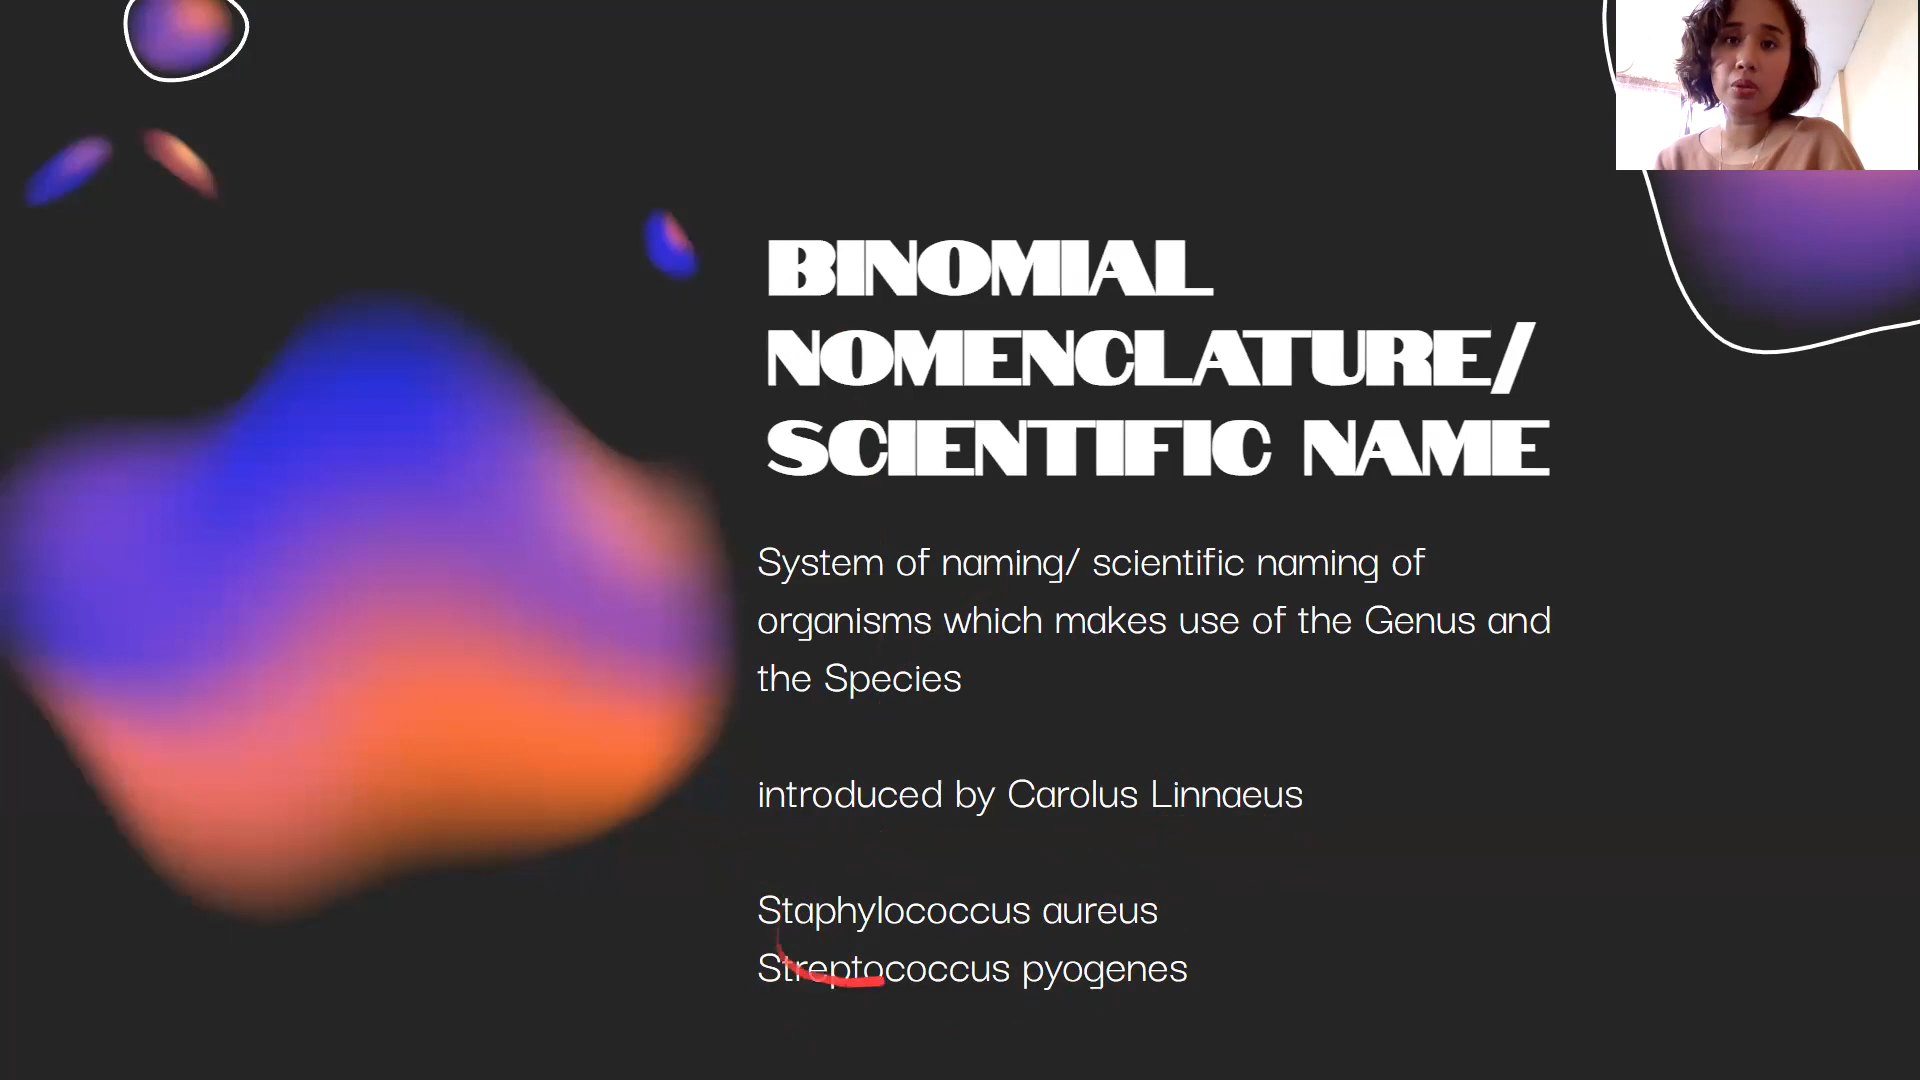 BINOMIAL
NOMENCLATURE/
SCIENTIFIC NAME
System of naming/ scientific naming of
organisms which makes use of the Genus and
the Species
introduced by Carolus Linnaeus
Staphylococcus aureus
Streptococcus pyogenes